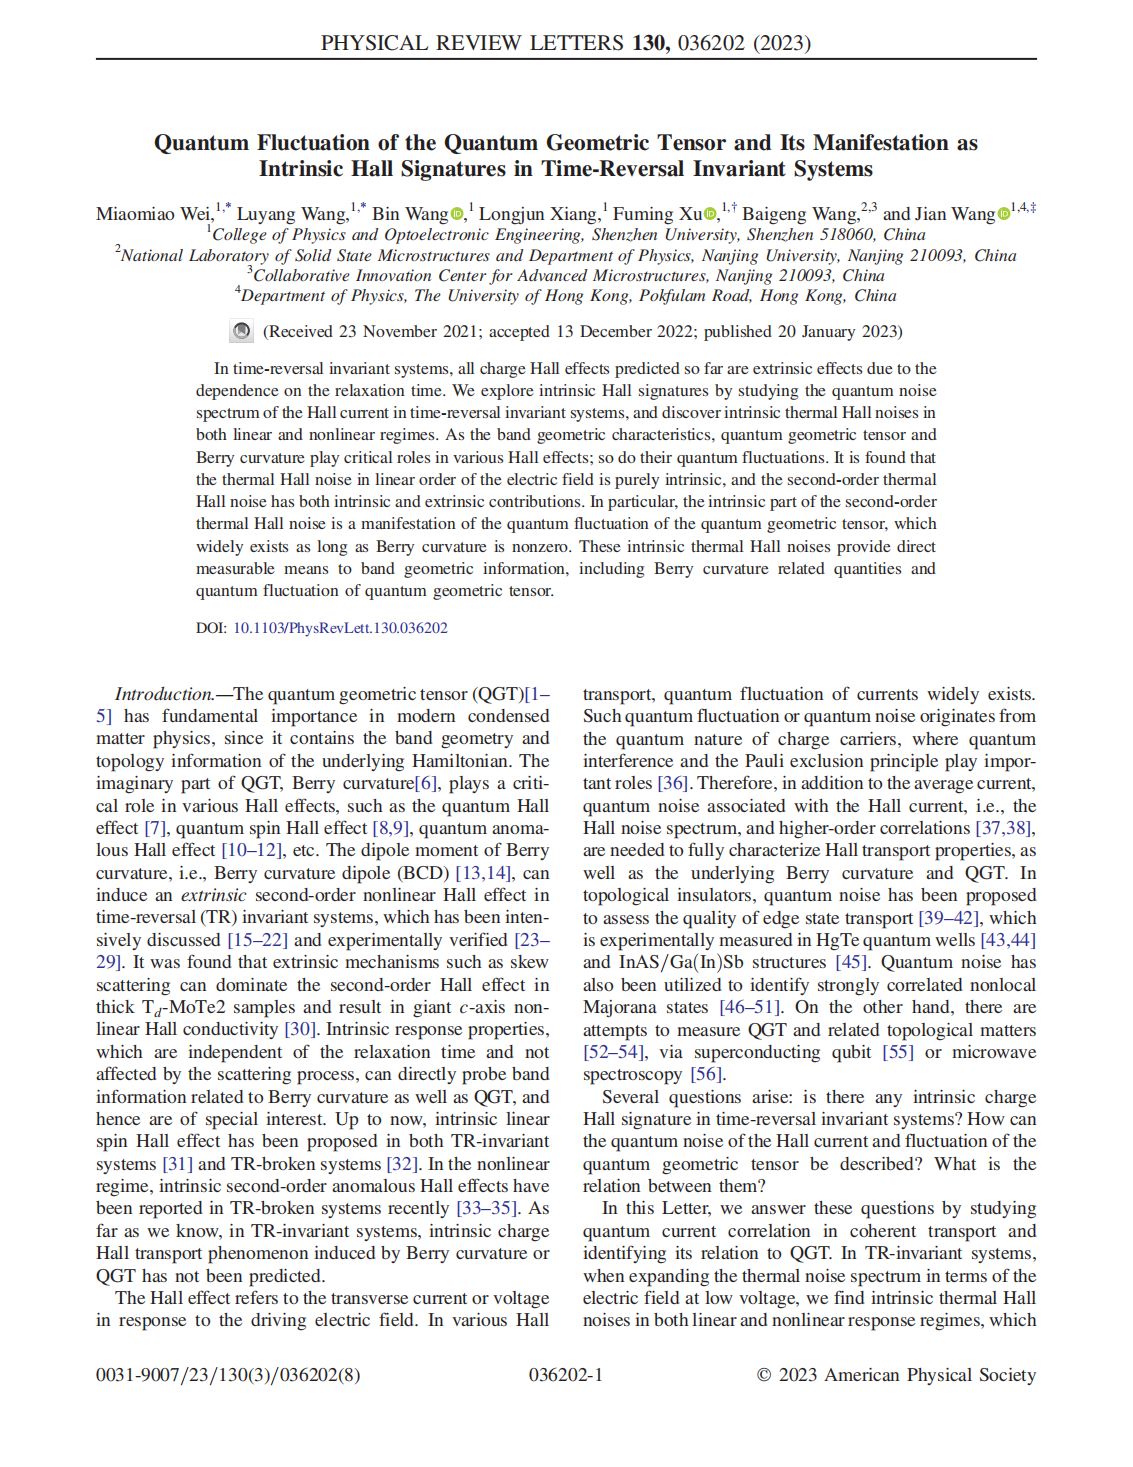 PHYSICAL REVIEW LETTERS 130, 036202 (2023)
Quantum Fluctuation of the Quantum Geometric Tensor and Its Manifestation as
Intrinsic Hall Signatures in Time-Reversal Invariant Systems
Miaomiao Wei,1,* Luyang Wang,1,* Bin Wang,1 Longjun Xiang,1 Fuming Xu,1,† Baigeng Wang,2,3 and Jian Wang1,4,‡
1College of Physics and Optoelectronic Engineering, Shenzhen University, Shenzhen 518060, China
2National Laboratory of Solid State Microstructures and Department of Physics, Nanjing University, Nanjing 210093, China
3Collaborative Innovation Center for Advanced Microstructures, Nanjing 210093, China
4Department of Physics, The University of Hong Kong, Pokfulam Road, Hong Kong, China
(Received 23 November 2021; accepted 13 December 2022; published 20 January 2023)
In time-reversal invariant systems, all charge Hall effects predicted so far are extrinsic effects due to the
dependence on the relaxation time. We explore intrinsic Hall signatures by studying the quantum noise
spectrum of the Hall current in time-reversal invariant systems, and discover intrinsic thermal Hall noises in
both linear and nonlinear regimes. As the band geometric characteristics, quantum geometric tensor and
Berry curvature play critical roles in various Hall effects; so do their quantum fluctuations. It is found that
the thermal Hall noise in linear order of the electric field is purely intrinsic, and the second-order thermal
Hall noise has both intrinsic and extrinsic contributions. In particular, the intrinsic part of the second-order
thermal Hall noise is a manifestation of the quantum fluctuation of the quantum geometric tensor, which
widely exists as long as Berry curvature is nonzero. These intrinsic thermal Hall noises provide direct
measurable means to band geometric information, including Berry curvature related quantities and
quantum fluctuation of quantum geometric tensor.
DOI: 10.1103/PhysRevLett.130.036202
Introduction.—The quantum geometric tensor (QGT)[1–
5] has fundamental importance in modern condensed
matter physics, since it contains the band geometry and
topology information of the underlying Hamiltonian. The
imaginary part of QGT, Berry curvature[6], plays a criti-
cal role in various Hall effects, such as the quantum Hall
effect [7], quantum spin Hall effect [8,9], quantum anoma-
lous Hall effect [10–12], etc. The dipole moment of Berry
curvature, i.e., Berry curvature dipole (BCD) [13,14], can
induce an extrinsic second-order nonlinear Hall effect in
time-reversal (TR) invariant systems, which has been inten-
sively discussed [15–22] and experimentally verified [23–
29]. It was found that extrinsic mechanisms such as skew
scattering can dominate the second-order Hall effect in
thick Td-MoTe2 samples and result in giant c-axis non-
linear Hall conductivity [30]. Intrinsic response properties,
which are independent of the relaxation time and not
affected by the scattering process, can directly probe band
information related to Berry curvature as well as QGT, and
hence are of special interest. Up to now, intrinsic linear
spin Hall effect has been proposed in both TR-invariant
systems [31] and TR-broken systems [32]. In the nonlinear
regime, intrinsic second-order anomalous Hall effects have
been reported in TR-broken systems recently [33–35]. As
far as we know, in TR-invariant systems, intrinsic charge
Hall transport phenomenon induced by Berry curvature or
QGT has not been predicted.
The Hall effect refers to the transverse current or voltage
in response to the driving electric field. In various Hall
transport, quantum fluctuation of currents widely exists.
Such quantum fluctuation or quantum noise originates from
the quantum nature of charge carriers, where quantum
interference and the Pauli exclusion principle play impor-
tant roles [36]. Therefore, in addition to the average current,
quantum noise associated with the Hall current, i.e., the
Hall noise spectrum, and higher-order correlations [37,38],
are needed to fully characterize Hall transport properties, as
well as the underlying Berry curvature and QGT. In
topological insulators, quantum noise has been proposed
to assess the quality of edge state transport [39–42], which
is experimentally measured in HgTe quantum wells [43,44]
and InAS/Ga(In)Sb structures [45]. Quantum noise has
also been utilized to identify strongly correlated nonlocal
Majorana states [46–51]. On the other hand, there are
attempts to measure QGT and related topological matters
[52–54], via superconducting qubit [55] or microwave
spectroscopy [56].
Several questions arise: is there any intrinsic charge
Hall signature in time-reversal invariant systems? How can
the quantum noise of the Hall current and fluctuation of the
quantum geometric tensor be described? What is the
relation between them?
In this Letter, we answer these questions by studying
quantum current correlation in coherent transport and
identifying its relation to QGT. In TR-invariant systems,
when expanding the thermal noise spectrum in terms of the
electric field at low voltage, we find intrinsic thermal Hall
noises in both linear and nonlinear response regimes, which
0031-9007/23/130(3)/036202(8)
036202-1
© 2023 American Physical Society